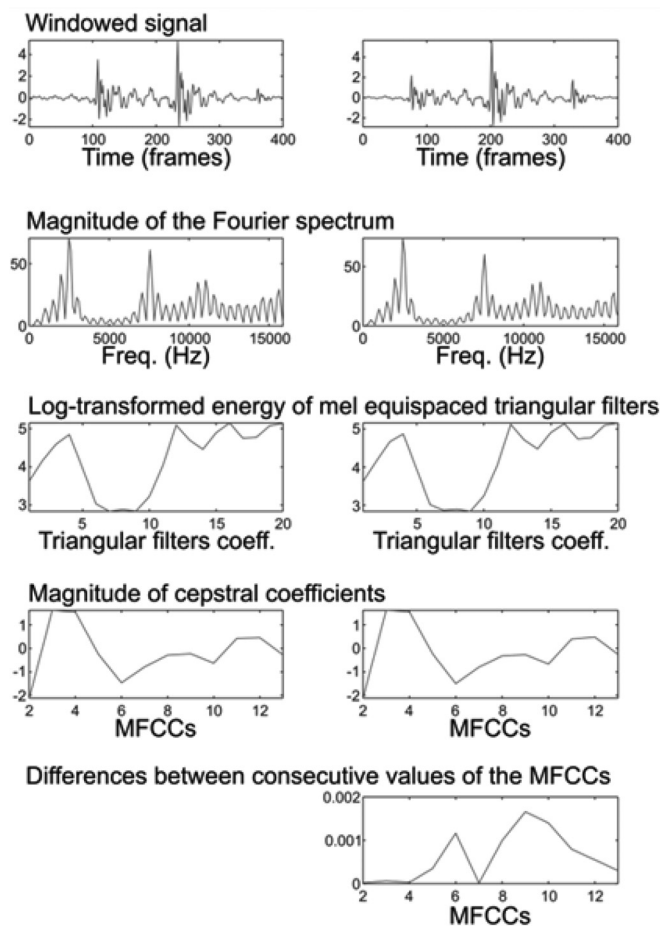 Windowed signal
4
2
0
-2
0 100 200 300 400
Time (frames)
4
2
0
-2
0 100 200 300 400
Time (frames)
Magnitude of the Fourier spectrum
50
0
0 5000 10000 15000
Freq. (Hz)
50
0
0 5000 10000 15000
Freq. (Hz)
Log-transformed energy of mel equispaced triangular filters
5
4
3
5 10 15 20
Triangular filters coeff.
5
4
3
5 10 15 20
Triangular filters coeff.
Magnitude of cepstral coefficients
1
0
-1
-2
2 4 6 8 10 12
MFCCs
1
0
-1
-2
2 4 6 8 10 12
MFCCs
Differences between consecutive values of the MFCCs
0.002
0.001
0
2 4 6 8 10 12
MFCCs